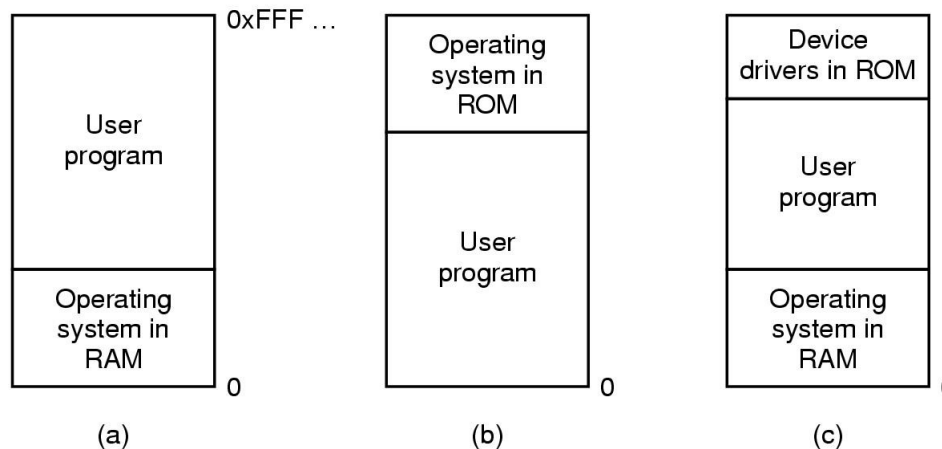 0xFFF …
User
program
Operating
system in
RAM
0
(a)
Operating
system in
ROM
User
program
0
(b)
Device
drivers in ROM
User
program
Operating
system in
RAM
(c)